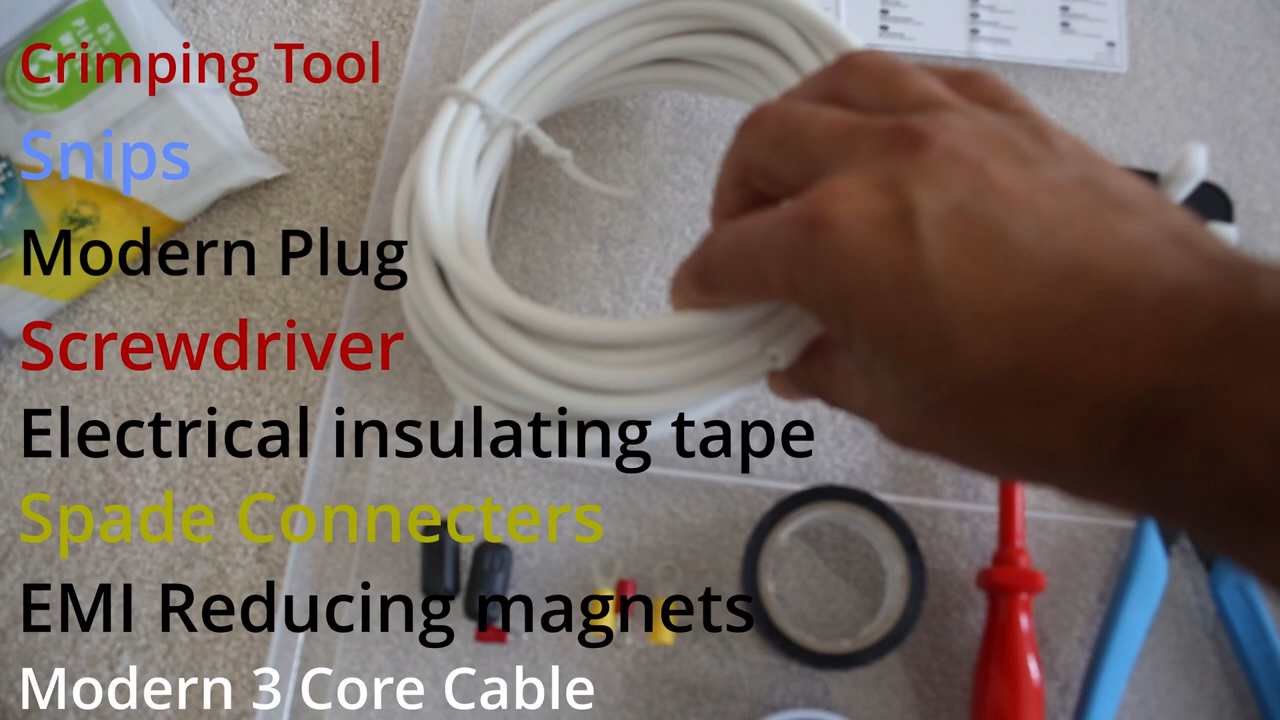 Crimping Tool
Snips
Modern Plug
Screwdriver
Electrical insulating tape
Spade Connecters
EMI Reducing magnets
Modern 3 Core Cable